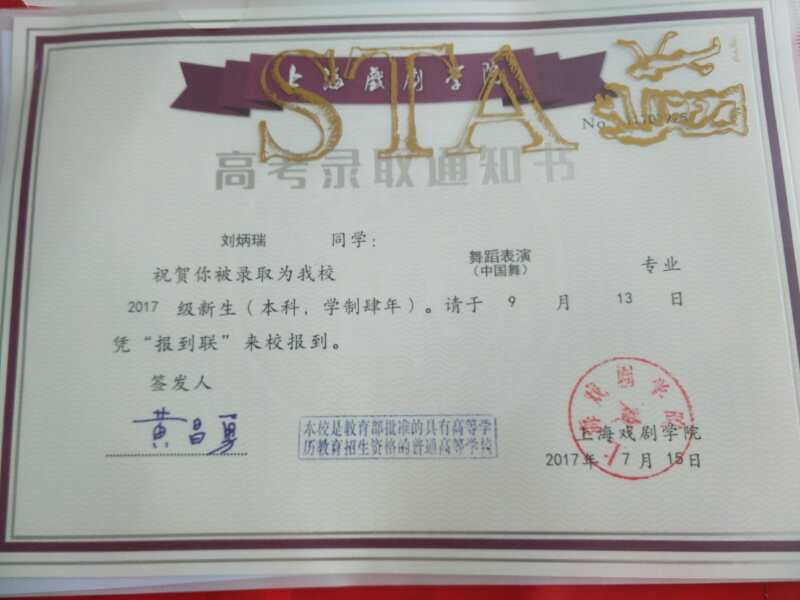 上海戏剧学院
STA
No
高考录取通知书
刘炳瑞 同学：
祝贺你被录取为我校 舞蹈表演（中国舞） 专业
2017 级新生（本科，学制肆年）。请于 9 月 13 日
凭“报到联”来校报到。
签发人
黄昌勇
本校是教育部批准的具有高等学
历教育招生资格的普通高等学校
上海戏剧学院
2017年 7月 15日